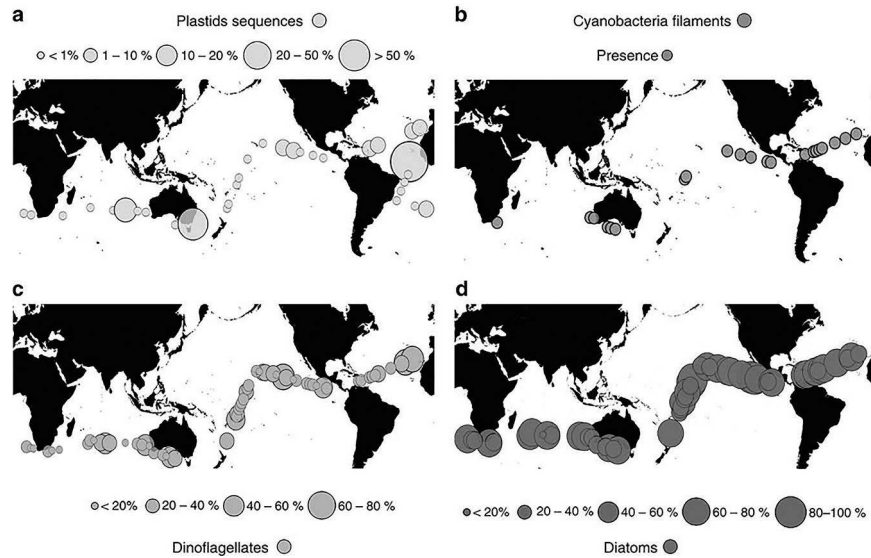 a
Plastids sequences
< 1% 1 – 10 % 10 – 20 % 20 – 50 % > 50 %
b
Cyanobacteria filaments
Presence
c
< 20% 20 – 40 % 40 – 60 % 60 – 80 %
Dinoflagellates
d
< 20% 20 – 40 % 40 – 60 % 60 – 80 % 80–100 %
Diatoms